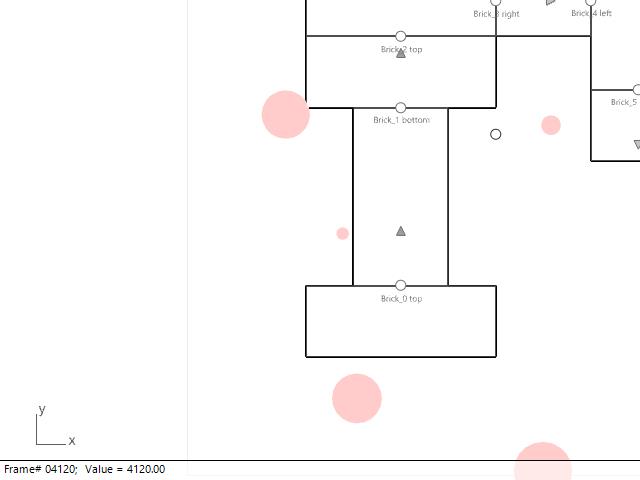 Brick_3 right
Brick_4 left
Brick_2 top
Brick_5
Brick_1 bottom
Brick_0 top
y
x
Frame# 04120; Value = 4120.00